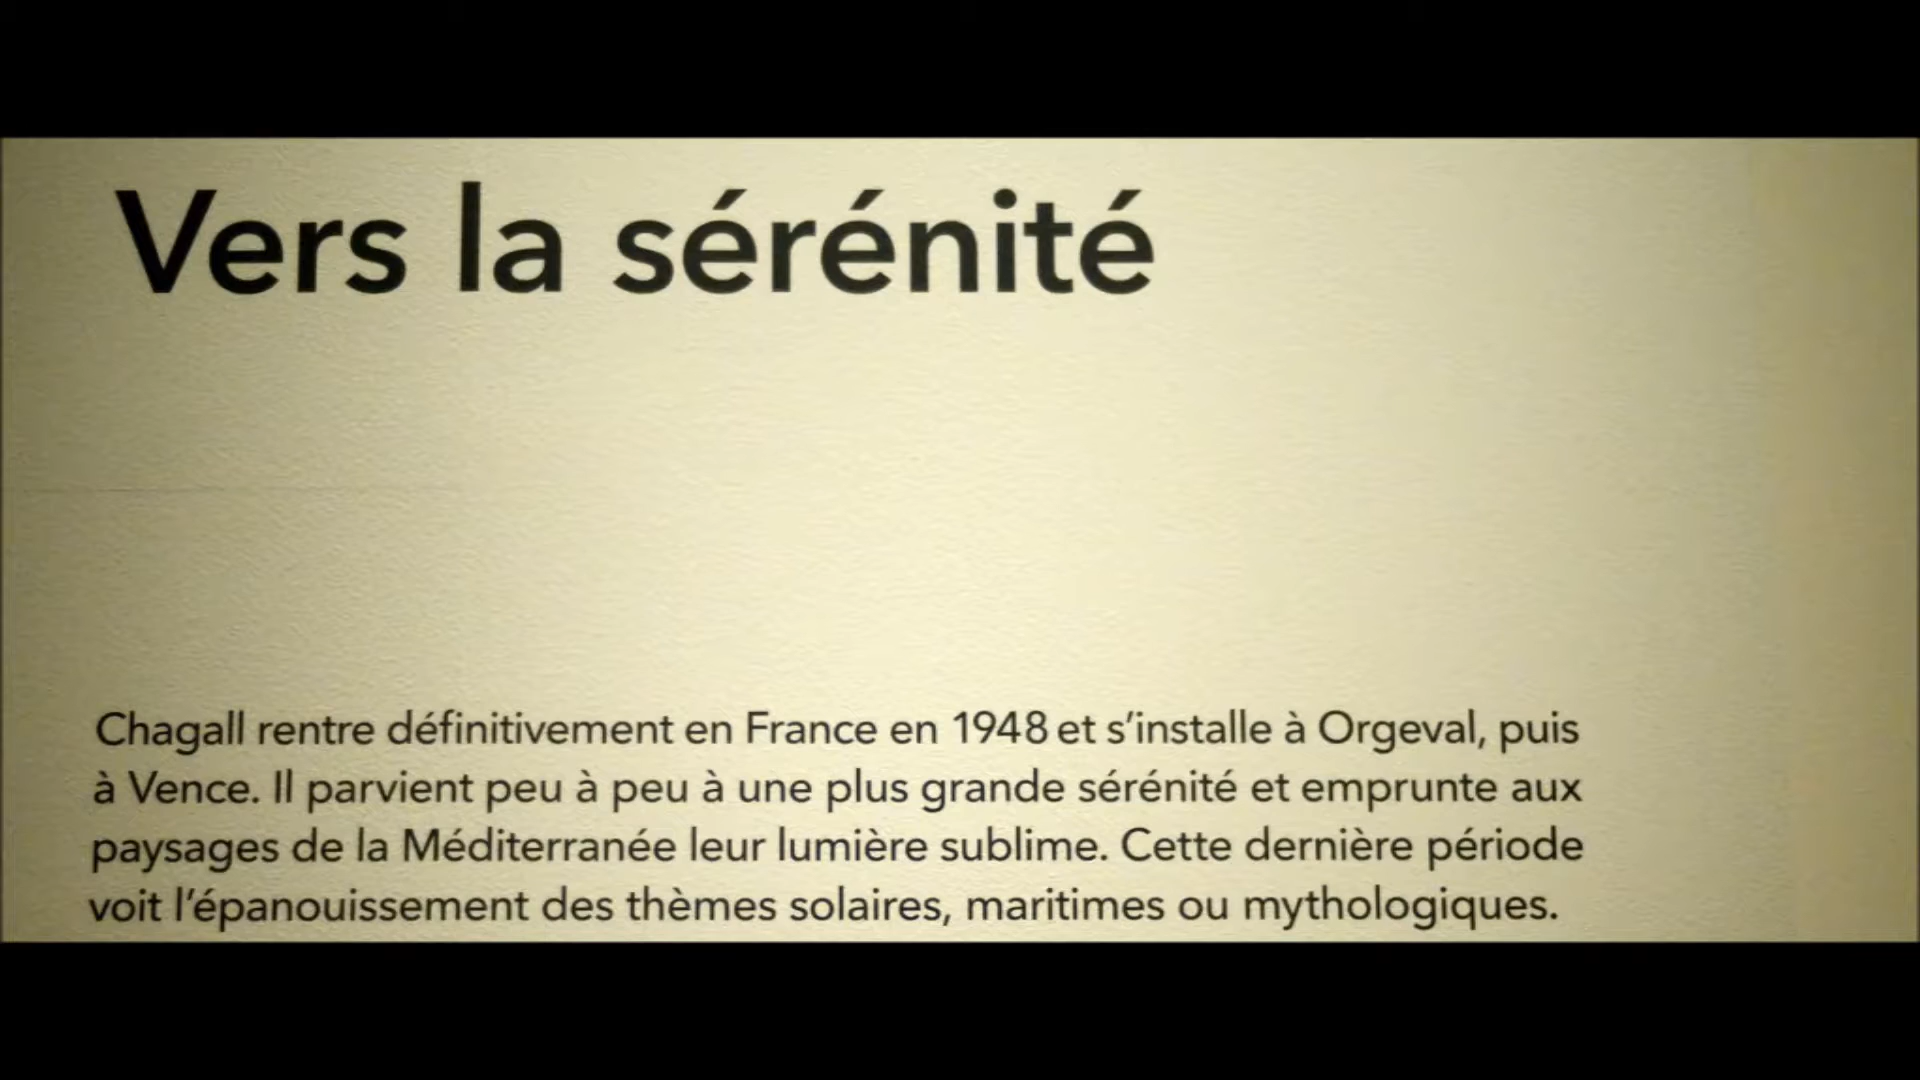 Vers la sérénité
Chagall rentre définitivement en France en 1948 et s’installe à Orgeval, puis
à Vence. Il parvient peu à peu à une plus grande sérénité et emprunte aux
paysages de la Méditerranée leur lumière sublime. Cette dernière période
voit l’épanouissement des thèmes solaires, maritimes ou mythologiques.